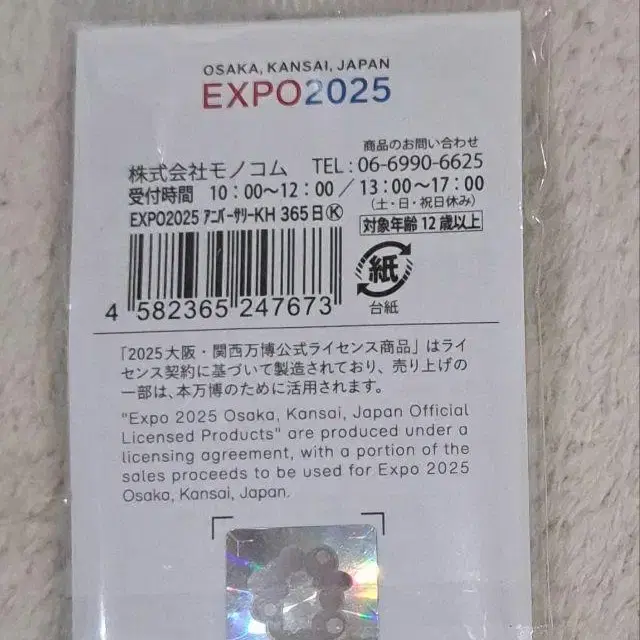 OSAKA, KANSAI, JAPAN
EXPO2025
商品のお問い合わせ
株式会社モノコム TEL:06-6990-6625
受付時間 10:00〜12:00/13:00〜17:00
(土・日・祝日休み)
EXPO2025 ｱﾆﾊﾞｰｻﾘｰKH 365日Ⓚ
対象年齢12歳以上
紙
台紙
4 582365 247673
「2025大阪・関西万博公式ライセンス商品」はライ
センス契約に基づいて製造されており、売り上げの
一部は、本万博のために活用されます。
"Expo 2025 Osaka, Kansai, Japan Official
Licensed Products" are produced under a
licensing agreement, with a portion of the
sales proceeds to be used for Expo 2025
Osaka, Kansai, Japan.